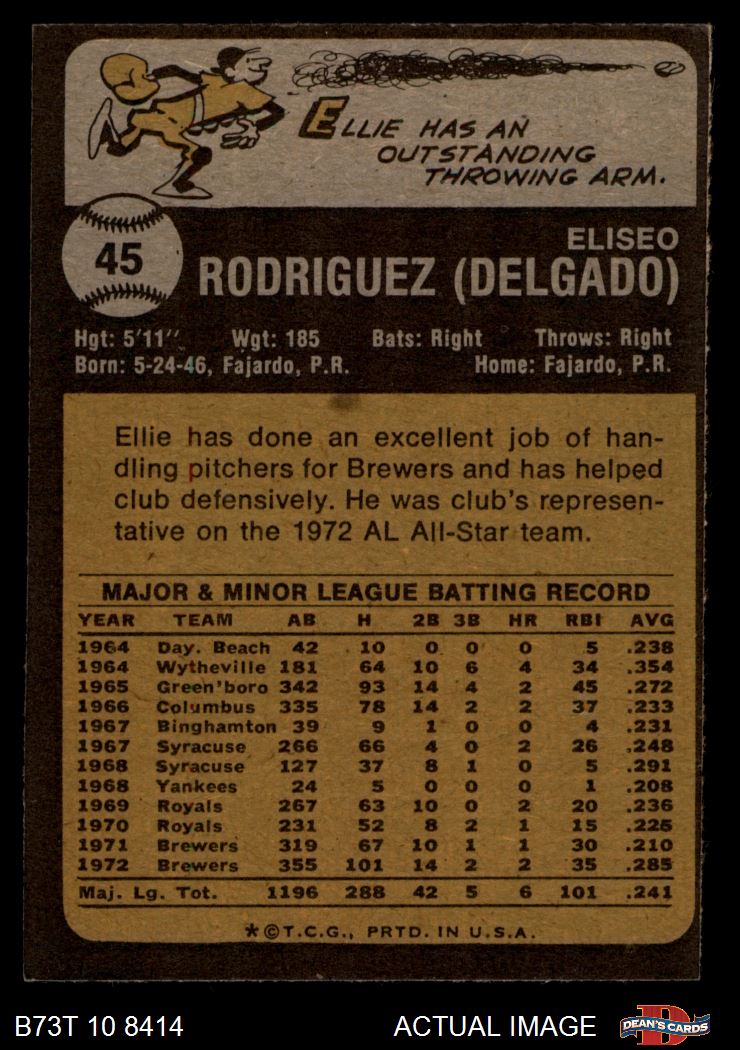 ELLIE HAS AN
OUTSTANDING
THROWING ARM.
45
ELISEO
RODRIGUEZ (DELGADO)
Hgt: 5'11" Wgt: 185 Bats: Right Throws: Right
Born: 5-24-46, Fajardo, P.R. Home: Fajardo, P.R.
Ellie has done an excellent job of han-
dling pitchers for Brewers and has helped
club defensively. He was club's represen-
tative on the 1972 AL All-Star team.
MAJOR & MINOR LEAGUE BATTING RECORD
YEAR TEAM AB H 2B 3B HR RBI AVG
1964 Day. Beach 42 10 0 0 0 5 .238
1964 Wytheville 181 64 10 6 4 34 .354
1965 Green'boro 342 93 14 4 2 45 .272
1966 Columbus 335 78 14 2 2 37 .233
1967 Binghamton 39 9 1 0 0 4 .231
1967 Syracuse 266 66 4 0 2 26 .248
1968 Syracuse 127 37 8 1 0 5 .291
1968 Yankees 24 5 0 0 0 1 .208
1969 Royals 267 63 10 0 2 20 .236
1970 Royals 231 52 8 2 1 15 .225
1971 Brewers 319 67 10 1 1 30 .210
1972 Brewers 355 101 14 2 2 35 .285
Maj. Lg. Tot. 1196 288 42 5 6 101 .241
*©T.C.G., PRTD. IN U.S.A.
B73T 10 8414 ACTUAL IMAGE DEAN'S CARDS